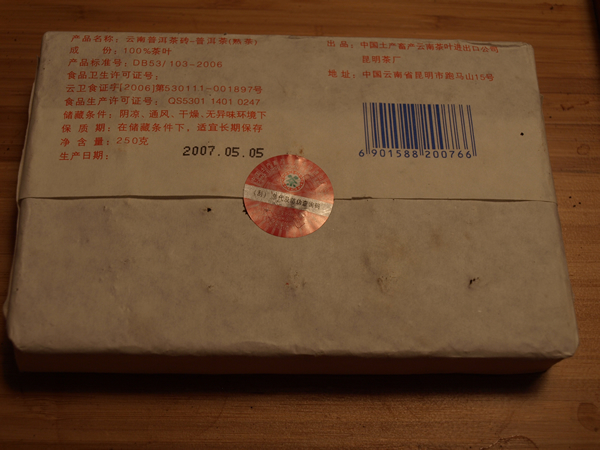 产品名称：云南普洱茶砖-普洱茶(熟茶)
成　份：100%茶叶
产品标准号：DB53/103-2006
食品卫生许可证号：
云卫食证字[2006]第530111-001897号
食品生产许可证号：QS5301 1401 0247
储藏条件：阴凉、通风、干燥、无异味环境下
保质期：在储藏条件下，适宜长期保存
净含量：250克
生产日期：
2007.05.05
出品：中国土产畜产云南茶叶进出口公司
昆明茶厂
地址：中国云南省昆明市跑马山15号
6 901588 200766
茶